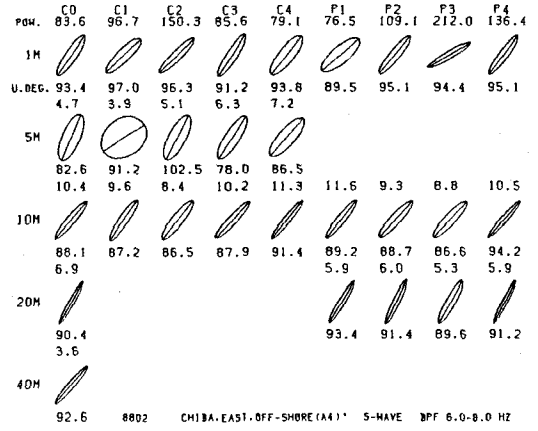 C0 C1 C2 C3 C4 P1 P2 P3 P4
POW. 83.6 96.7 150.3 85.6 79.1 76.5 109.1 212.0 136.4
1M
U.DEG. 93.4 97.0 96.3 91.2 93.8 89.5 95.1 94.4 95.1
4.7 3.9 5.1 6.3 7.2
5M
82.6 91.2 102.5 78.0 86.5
10.4 9.6 8.4 10.2 11.3 11.6 9.3 8.8 10.5
10M
88.1 87.2 86.5 87.9 91.4 89.2 88.7 86.6 94.2
6.9 5.9 6.0 5.3 5.9
20M
90.4 93.4 91.4 89.6 91.2
3.6
40M
92.6 8802 CHIBA.EAST.OFF-SHORE(A4)' S-WAVE BPF 6.0-8.0 HZ